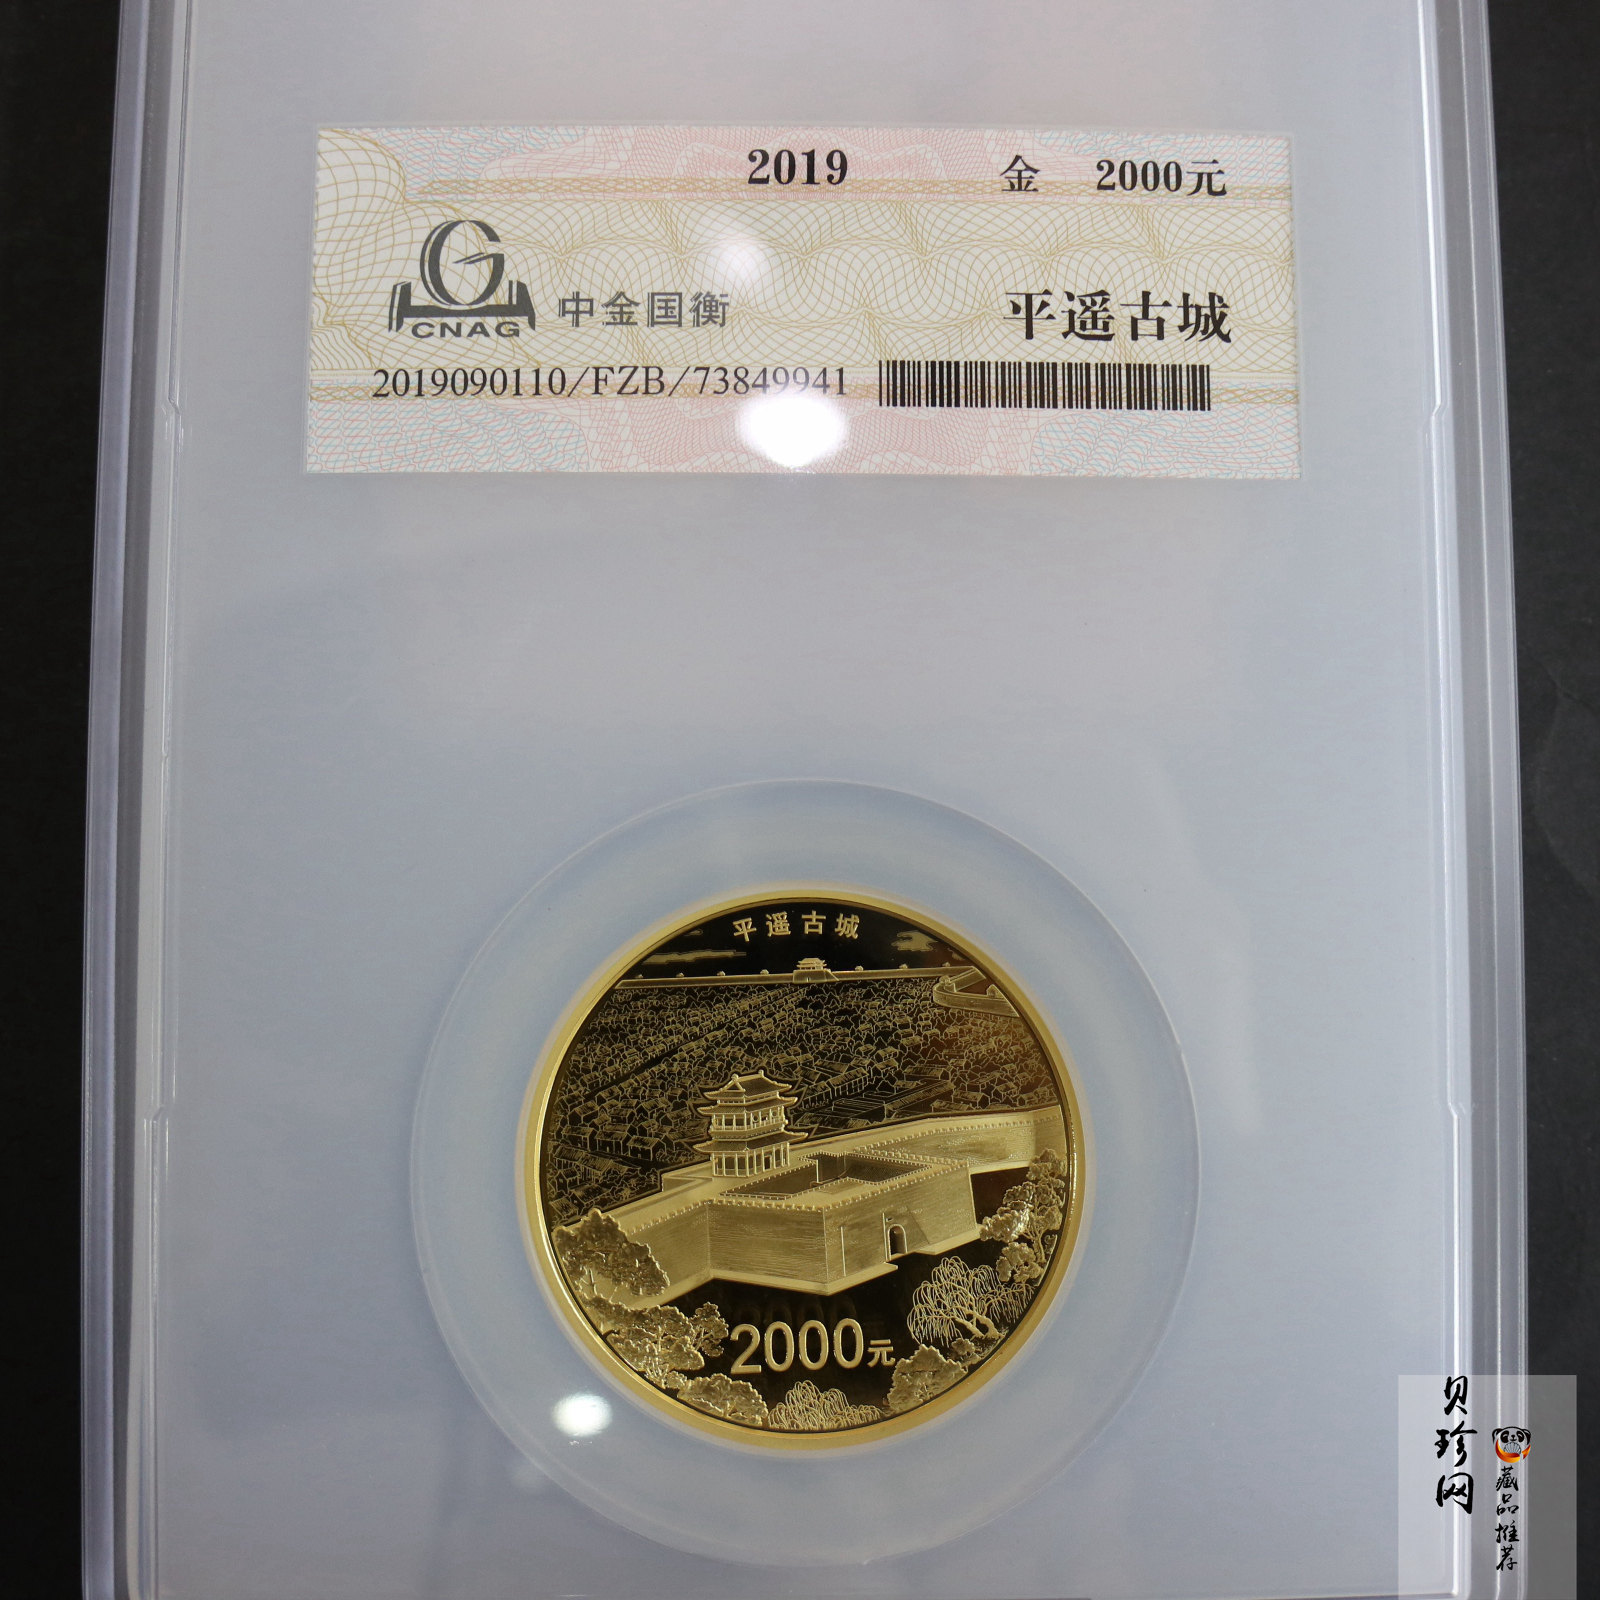 2019 金 2000元
CNAG 中金国衡 平遥古城
2019090110/FZB/73849941
平遥古城
2000元
贝珍网
藏品推荐